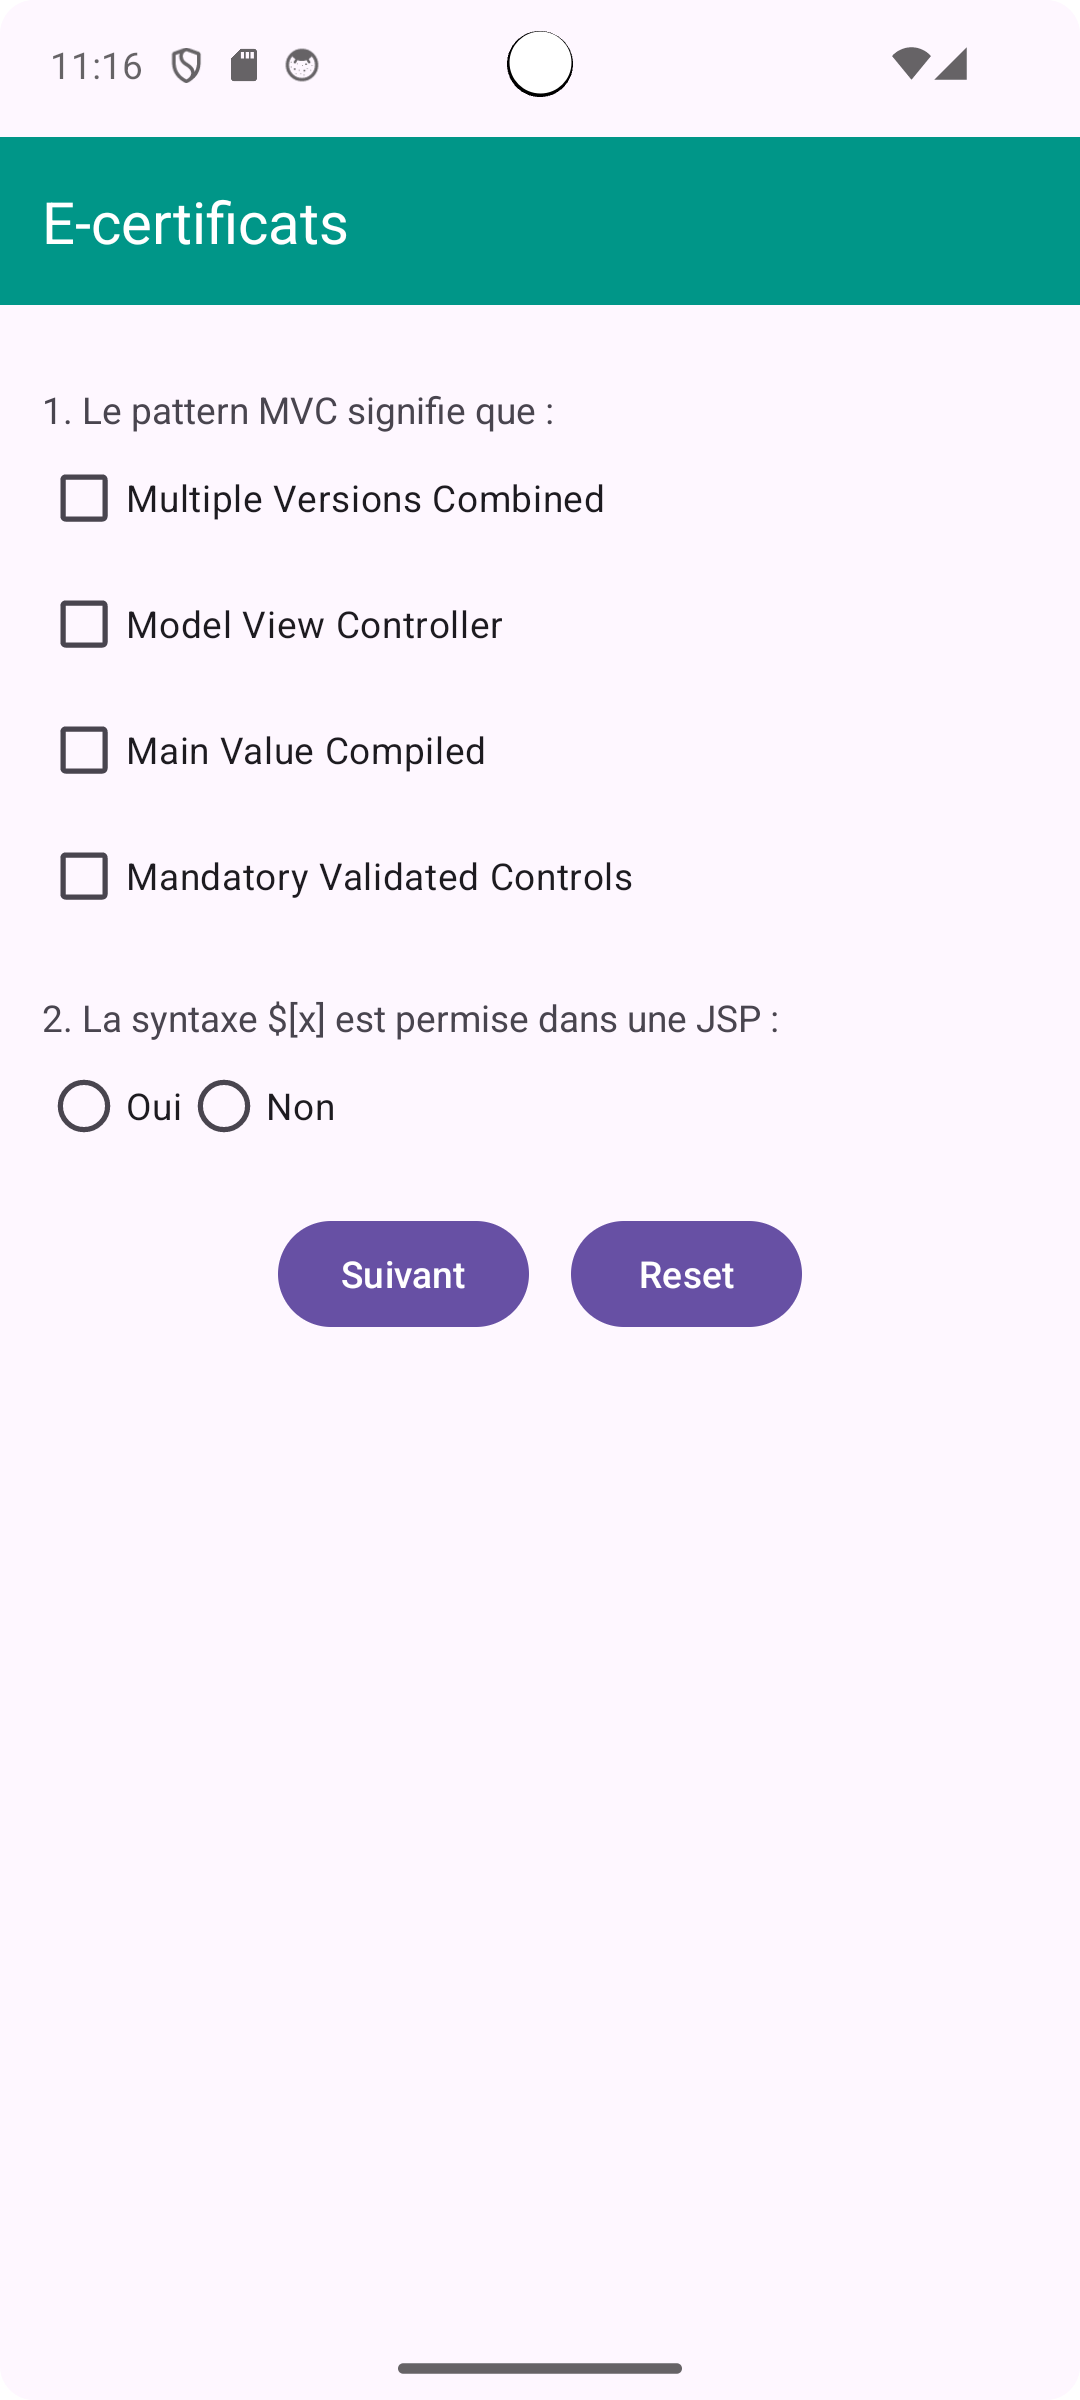 11:16
E-certificats
1. Le pattern MVC signifie que :
Multiple Versions Combined
Model View Controller
Main Value Compiled
Mandatory Validated Controls
2. La syntaxe $[x] est permise dans une JSP :
Oui Non
Suivant Reset